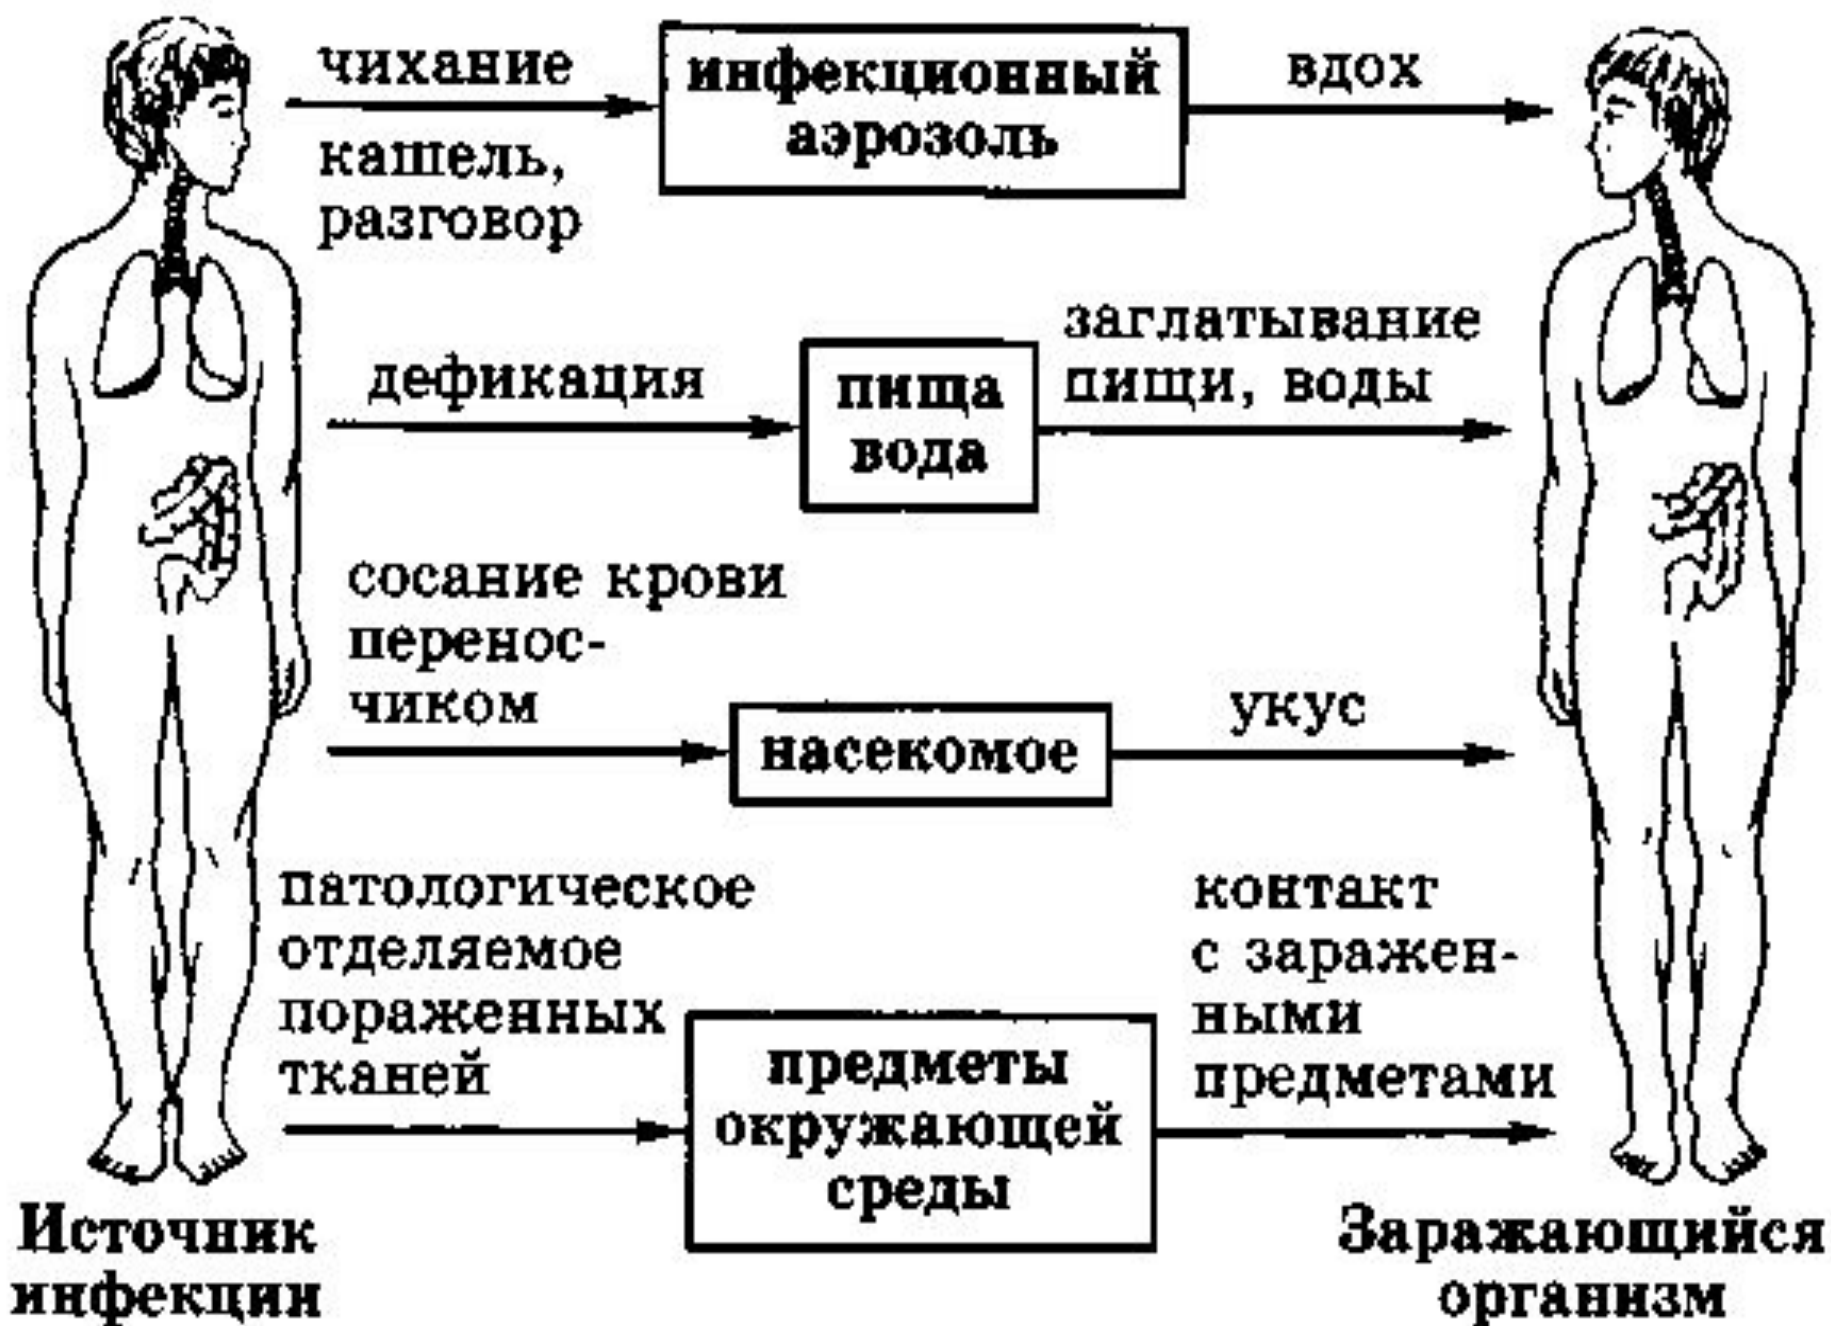 чихание
кашель,
разговор
инфекционный
аэрозоль
вдох
дефикация
пища
вода
заглатывание
пищи, воды
сосание крови
перенос-
чиком
насекомое
укус
патологическое
отделяемое
пораженных
тканей
предметы
окружающей
среды
контакт
с заражен-
ными
предметами
Источник
инфекции
Заражающийся
организм